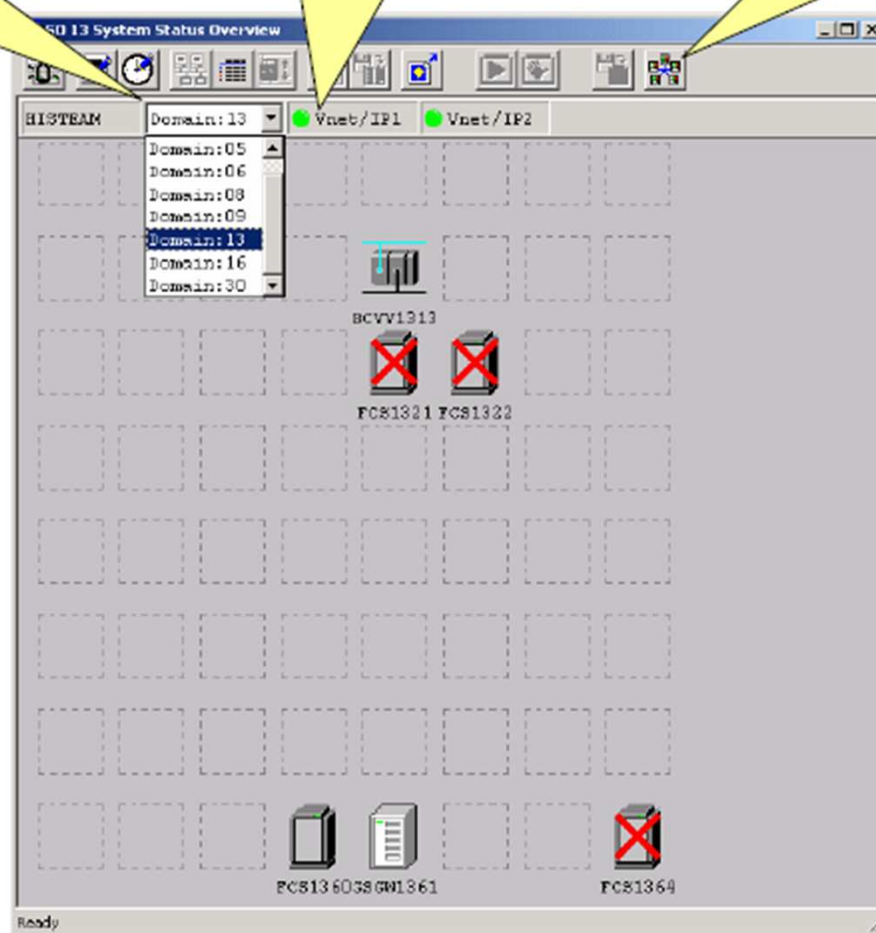 SO 13 System Status Overview
HISTEAM
Domain:13
Vnet/IP1
Vnet/IP2
Domain:05
Domain:06
Domain:08
Domain:09
Domain:13
Domain:16
Domain:30
BCVV1313
FCS1321
FCS1322
FCS1360
GSGW1361
FCS1364
Ready